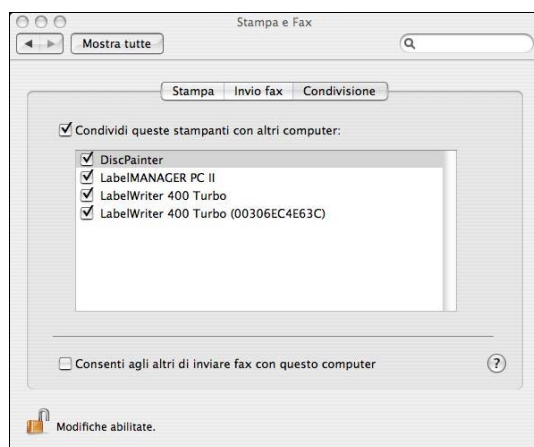 Stampa e Fax
Mostra tutte
Stampa Invio fax Condivisione
Condividi queste stampanti con altri computer:
DiscPainter
LabelMANAGER PC II
LabelWriter 400 Turbo
LabelWriter 400 Turbo (00306EC4E63C)
Consenti agli altri di inviare fax con questo computer
?
Modifiche abilitate.